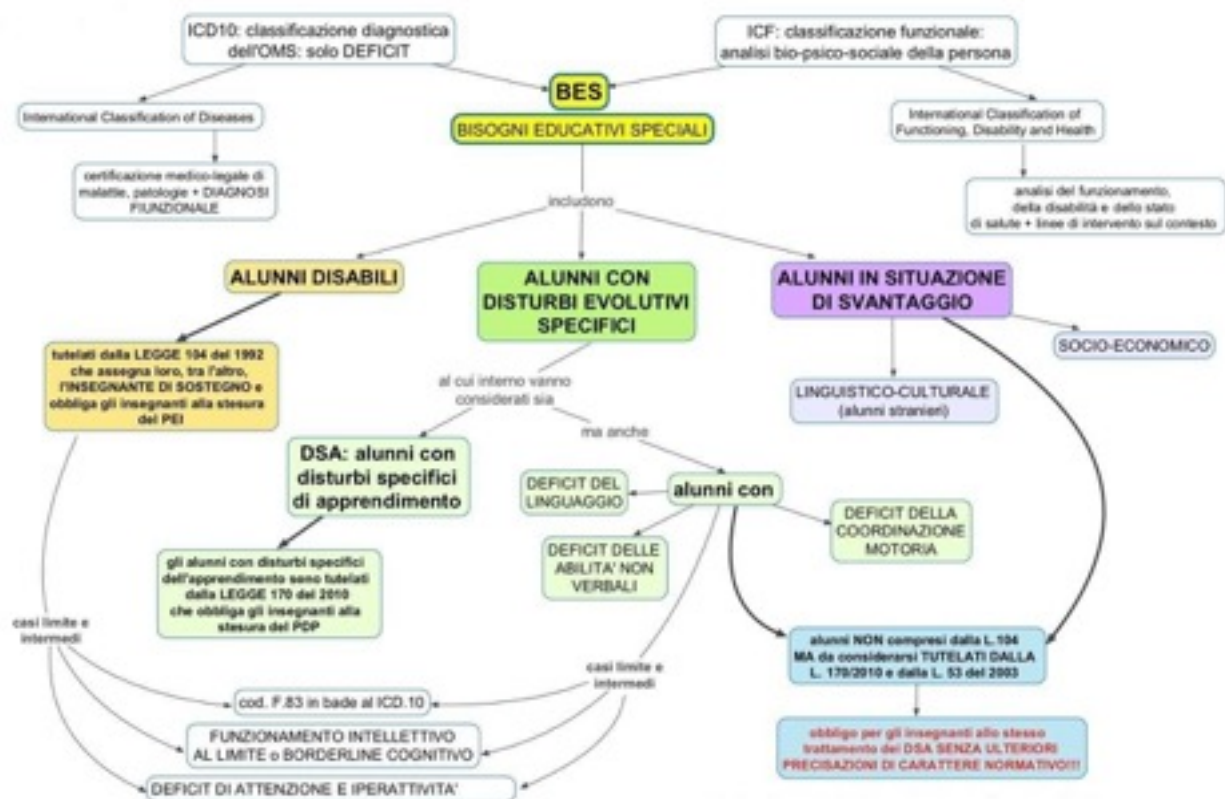 ICD10: classificazione diagnostica
dell'OMS: solo DEFICIT
ICF: classificazione funzionale:
analisi bio-psico-sociale della persona
BES
BISOGNI EDUCATIVI SPECIALI
International Classification of Diseases
International Classification of
Functioning, Disability and Health
certificazione medico-legale di
malattie, patologie + DIAGNOSI
FIUNZIONALE
analisi del funzionamento,
della disabilità e dello stato
di salute + linee di intervento sul contesto
includono
ALUNNI DISABILI
ALUNNI CON
DISTURBI EVOLUTIVI
SPECIFICI
ALUNNI IN SITUAZIONE
DI SVANTAGGIO
tutelati dalla LEGGE 104 del 1992
che assegna loro, tra l'altro,
l'INSEGNANTE DI SOSTEGNO e
obbliga gli insegnanti alla stesura
del PEI
SOCIO-ECONOMICO
LINGUISTICO-CULTURALE
(alunni stranieri)
al cui interno vanno
considerati sia
ma anche
DSA: alunni con
disturbi specifici
di apprendimento
alunni con
DEFICIT DEL
LINGUAGGIO
DEFICIT DELLE
ABILITA' NON
VERBALI
DEFICIT DELLA
COORDINAZIONE
MOTORIA
gli alunni con disturbi specifici
dell'apprendimento sono tutelati
dalla LEGGE 170 del 2010
che obbliga gli insegnanti alla
stesura del PDP
casi limite e
intermedi
casi limite e
intermedi
alunni NON compresi dalla L.104
MA da considerarsi TUTELATI DALLA
L. 170/2010 e dalla L. 53 del 2003
cod. F.83 in bade al ICD.10
FUNZIONAMENTO INTELLETTIVO
AL LIMITE o BORDERLINE COGNITIVO
DEFICIT DI ATTENZIONE E IPERATTIVITA'
obbligo per gli insegnanti allo stesso
trattamento dei DSA SENZA ULTERIORI
PRECISAZIONI DI CARATTERE NORMATIVO!!!